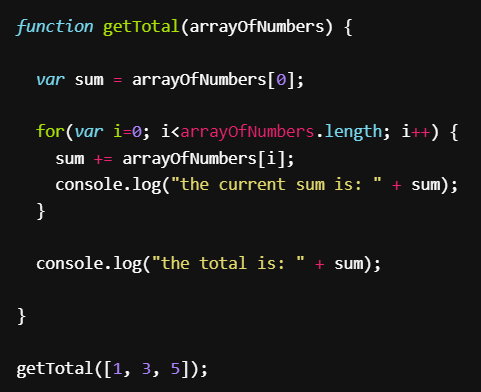 function getTotal(arrayOfNumbers) {
var sum = arrayOfNumbers[0];
for(var i=0; i<arrayOfNumbers.length; i++) {
sum += arrayOfNumbers[i];
console.log("the current sum is: " + sum);
}
console.log("the total is: " + sum);
}
getTotal([1, 3, 5]);